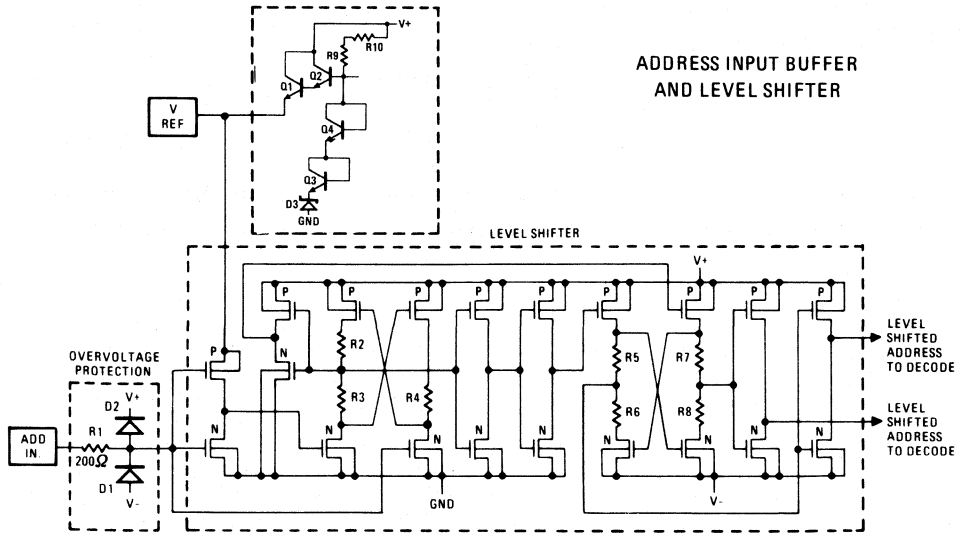 ADDRESS INPUT BUFFER
AND LEVEL SHIFTER
V+
R10
R9
Q1
Q2
Q4
Q3
D3
GND
V
REF
LEVEL SHIFTER
V+
P
P
P
P
P
P
P
P
P
P
N
R2
R3
R4
R5
R6
R7
R8
N
N
N
N
N
N
N
N
N
GND
V-
OVERVOLTAGE
PROTECTION
V+
D2
R1
200Ω
D1
V-
ADD
IN.
LEVEL
SHIFTED
ADDRESS
TO DECODE
LEVEL
SHIFTED
ADDRESS
TO DECODE